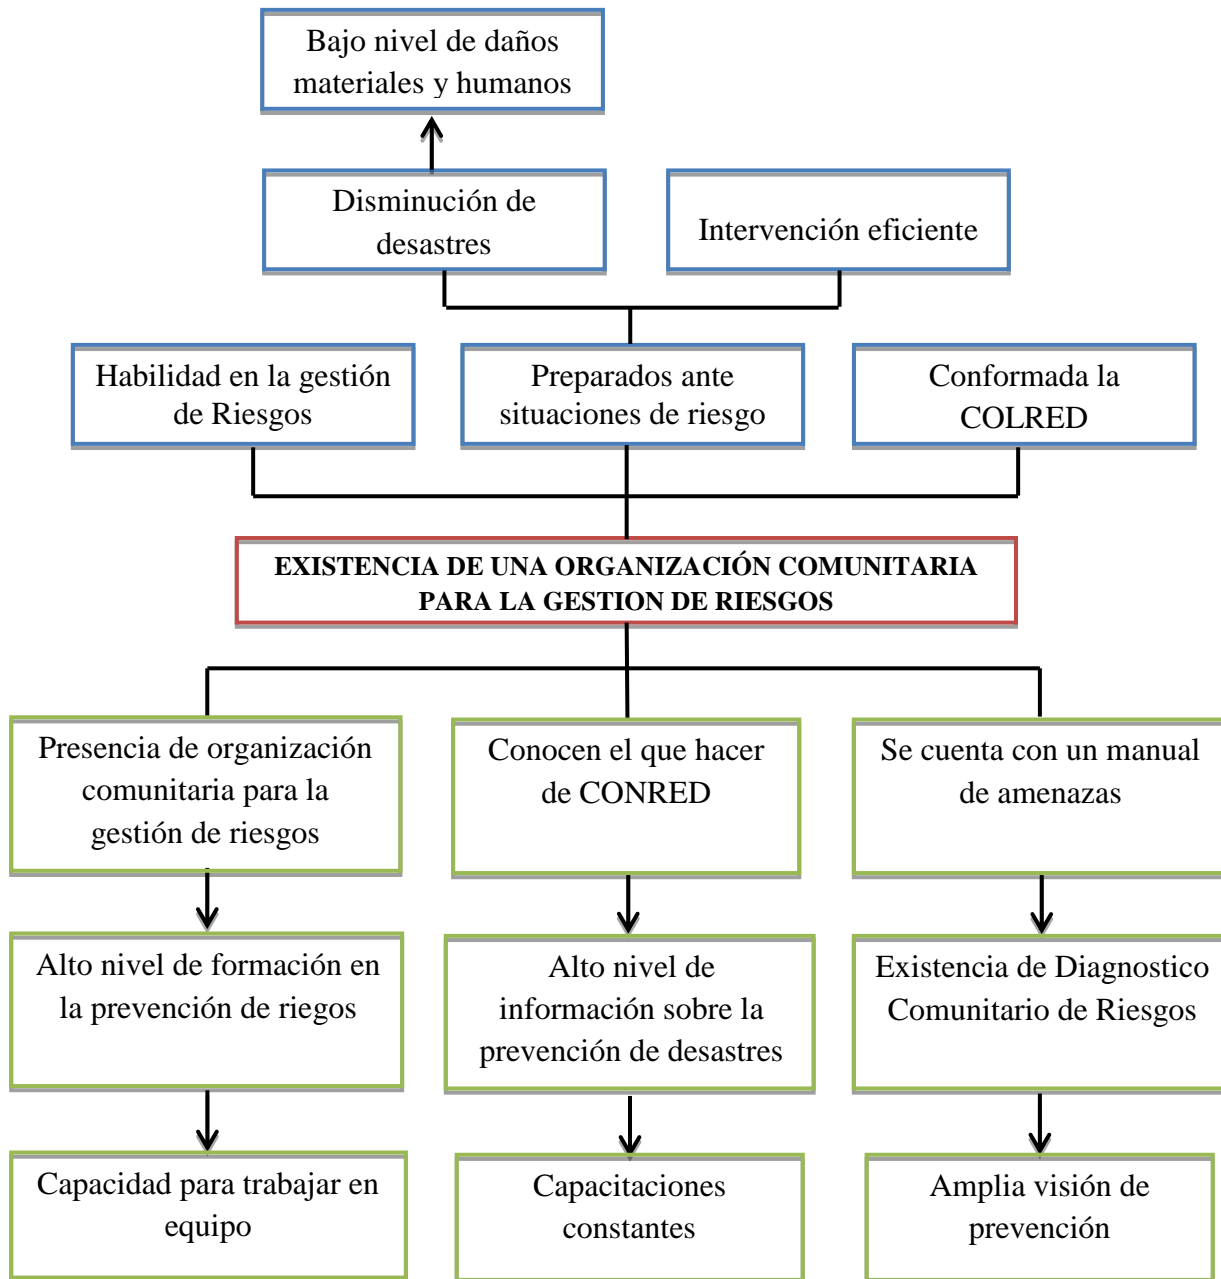 Bajo nivel de daños
materiales y humanos
Disminución de
desastres
Intervención eficiente
Habilidad en la gestión
de Riesgos
Preparados ante
situaciones de riesgo
Conformada la
COLRED
EXISTENCIA DE UNA ORGANIZACIÓN COMUNITARIA
PARA LA GESTION DE RIESGOS
Presencia de organización
comunitaria para la
gestión de riesgos
Conocen el que hacer
de CONRED
Se cuenta con un manual
de amenazas
Alto nivel de formación en
la prevención de riegos
Alto nivel de
información sobre la
prevención de desastres
Existencia de Diagnostico
Comunitario de Riesgos
Capacidad para trabajar en
equipo
Capacitaciones
constantes
Amplia visión de
prevención